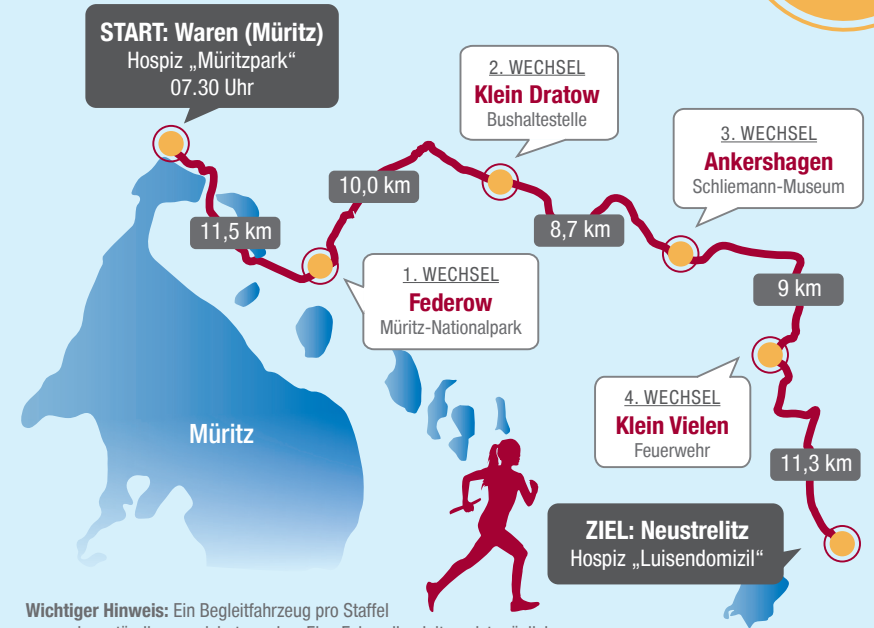 START: Waren (Müritz)
Hospiz „Müritzpark“
07.30 Uhr
11,5 km
1. WECHSEL
Federow
Müritz-Nationalpark
10,0 km
2. WECHSEL
Klein Dratow
Bushaltestelle
8,7 km
3. WECHSEL
Ankershagen
Schliemann-Museum
9 km
4. WECHSEL
Klein Vielen
Feuerwehr
11,3 km
ZIEL: Neustrelitz
Hospiz „Luisendomizil“
Müritz
Wichtiger Hinweis: Ein Begleitfahrzeug pro Staffel